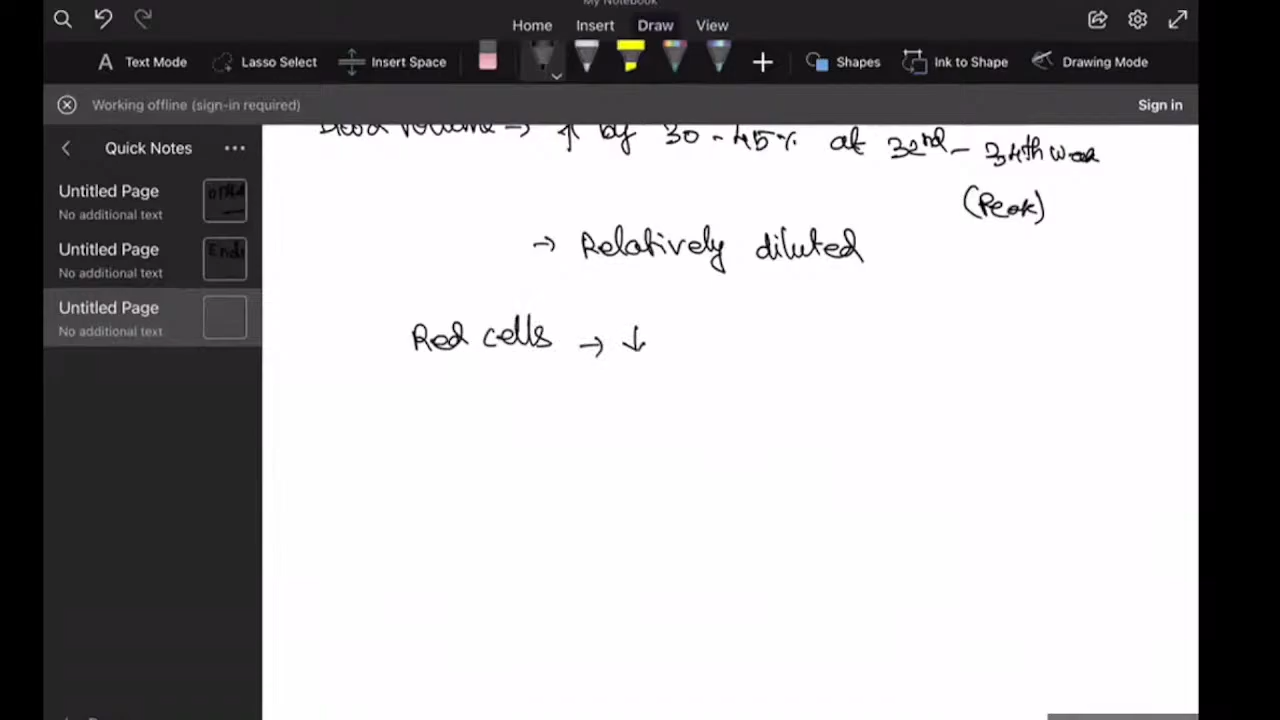 My Notebook
Home Insert Draw View
Text Mode Lasso Select Insert Space Shapes Ink to Shape Drawing Mode
Working offline (sign-in required) Sign in
Quick Notes
Untitled Page
No additional text
Untitled Page
No additional text
Untitled Page
No additional text
Blood volume → ↑ by 30 - 45% at 32nd - 34th week
(Peak)
→ Relatively diluted
Red cells → ↓